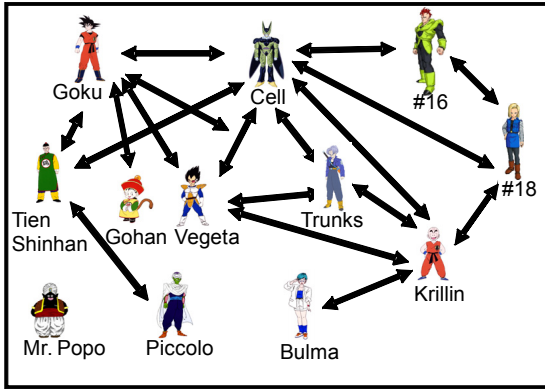 Goku
Cell
#16
#18
Tien
Shinhan
Gohan
Vegeta
Trunks
Krillin
Mr. Popo
Piccolo
Bulma